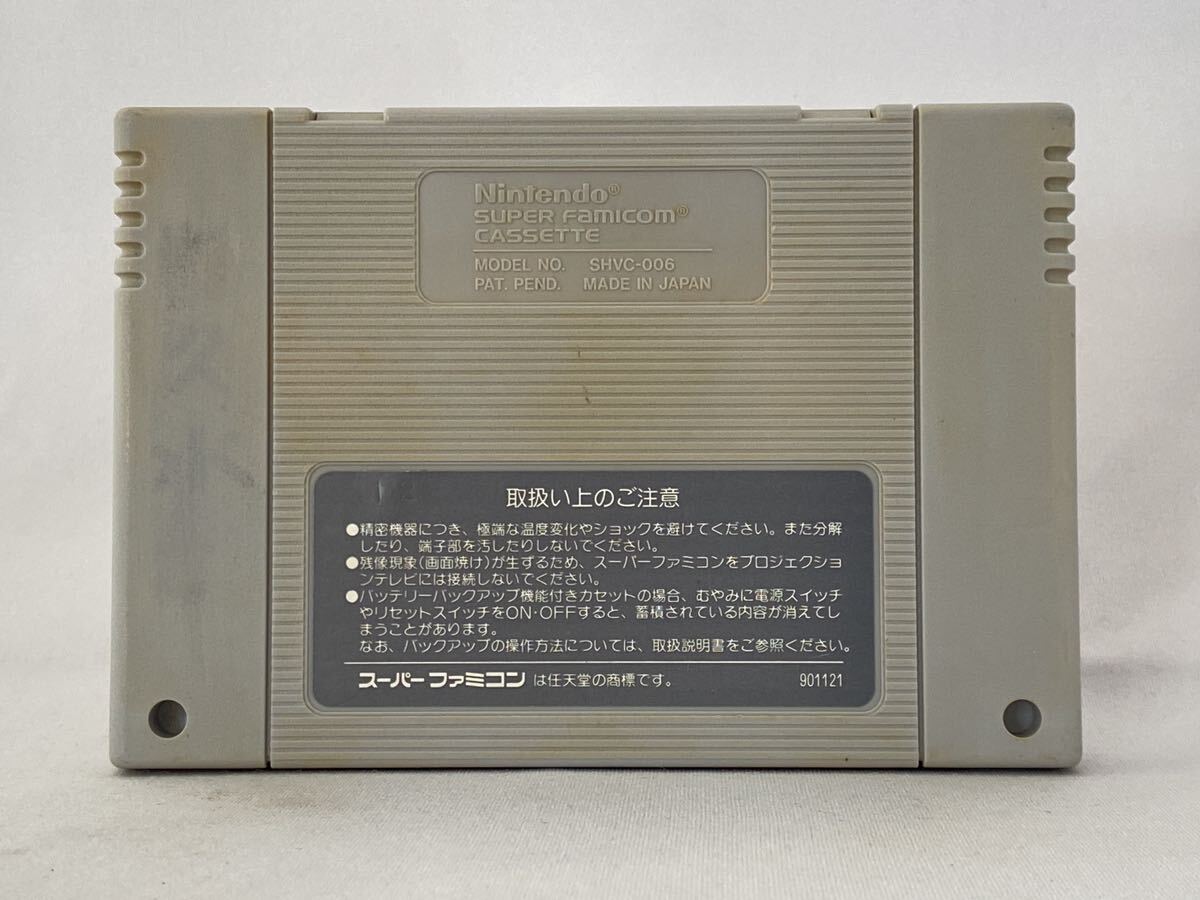 Nintendo®
SUPER FAMICOM®
CASSETTE
MODEL NO. SHVC-006
PAT. PEND. MADE IN JAPAN
取扱い上のご注意
●精密機器につき、極端な温度変化やショックを避けてください。また分解
したり、端子部を汚したりしないでください。
●残像現象(画面焼け)が生ずるため、スーパーファミコンをプロジェクショ
ンテレビには接続しないでください。
●バッテリーバックアップ機能付きカセットの場合、むやみに電源スイッチ
やリセットスイッチをON・OFFすると、蓄積されている内容が消えてし
まうことがあります。
なお、バックアップの操作方法については、取扱説明書をご参照ください。
スーパーファミコン は任天堂の商標です。 901121